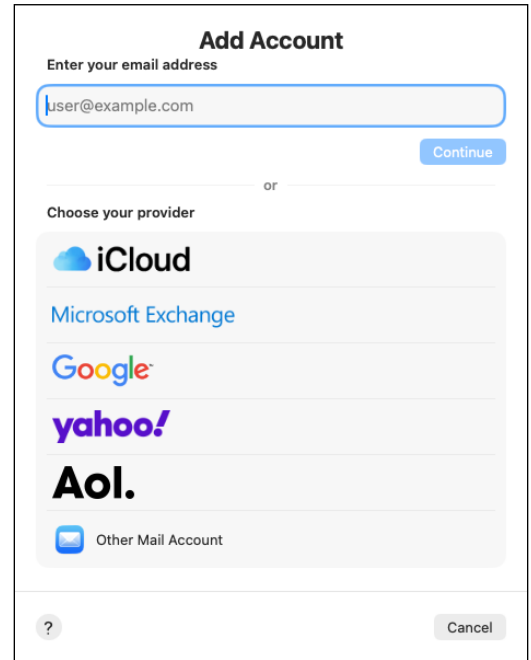 Add Account
Enter your email address
user@example.com
Continue
or
Choose your provider
iCloud
Microsoft Exchange
Google
yahoo!
Aol.
Other Mail Account
?
Cancel